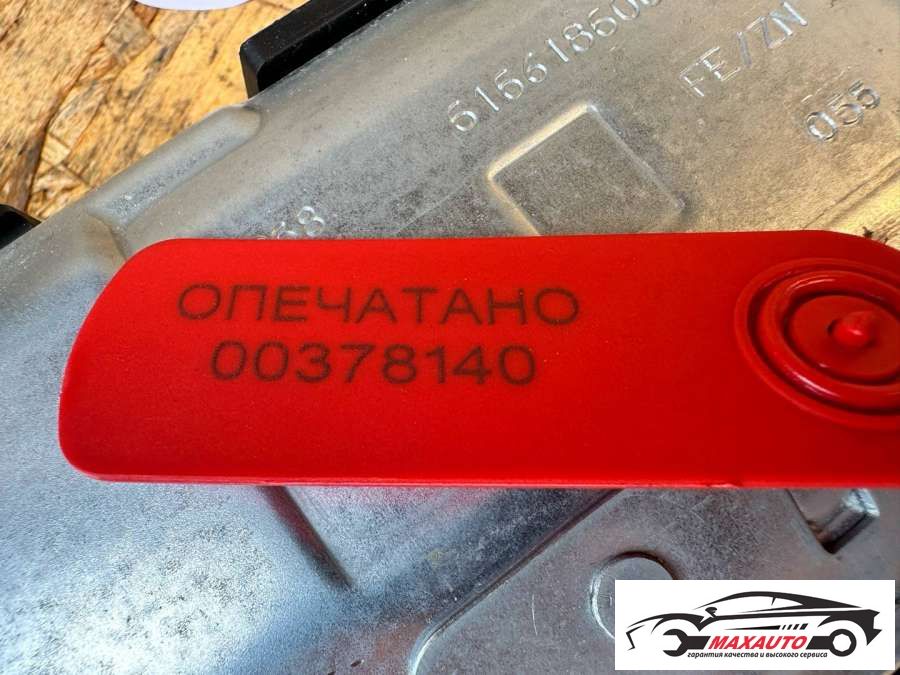 FE/ZN
055
ОПЕЧАТАНО
00378140
MAXAUTO
гарантия качества и высокого сервиса